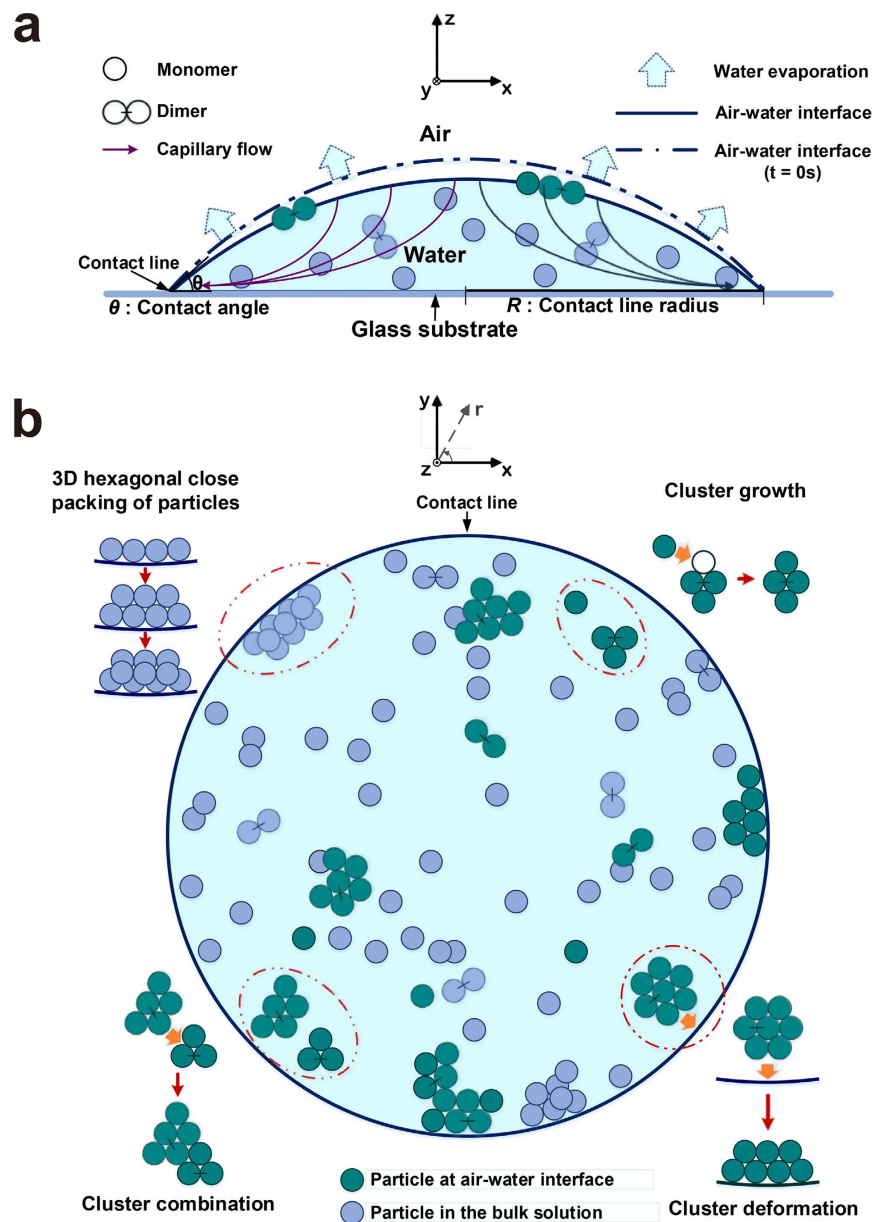 a
z
y
x
Monomer
Dimer
Capillary flow
Air
Water evaporation
Air-water interface
Air-water interface
(t = 0s)
Water
Contact line
θ
θ : Contact angle
R : Contact line radius
Glass substrate
b
y
r
z
x
3D hexagonal close
packing of particles
Contact line
Cluster growth
Cluster combination
Particle at air-water interface
Particle in the bulk solution
Cluster deformation